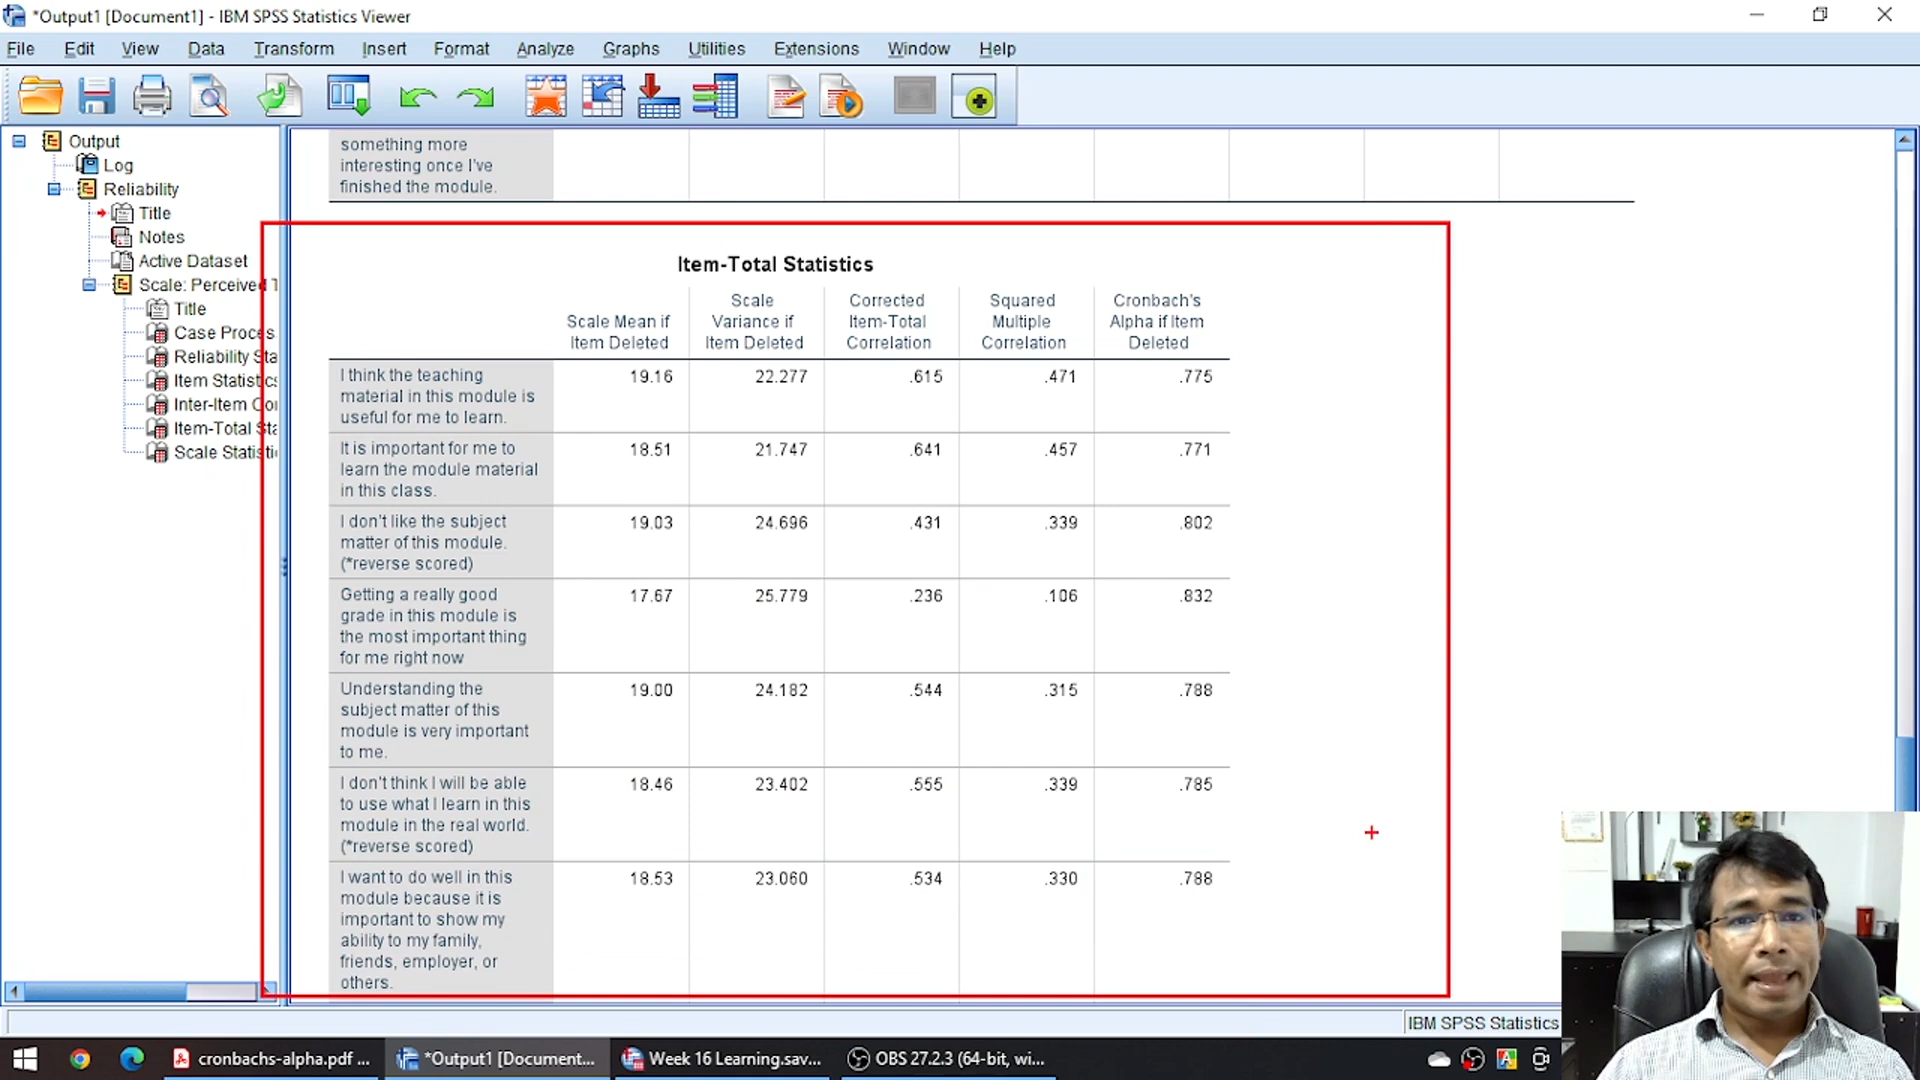 *Output1 [Document1] - IBM SPSS Statistics Viewer
File Edit View Data Transform Insert Format Analyze Graphs Utilities Extensions Window Help
Output
Log
Reliability
Title
Notes
Active Dataset
Scale: Perceived T
Title
Case Proces
Reliability Sta
Item Statistics
Inter-Item Cor
Item-Total Sta
Scale Statisti
something more
interesting once I've
finished the module.
Item-Total Statistics
Scale Mean if
Item Deleted
Scale
Variance if
Item Deleted
Corrected
Item-Total
Correlation
Squared
Multiple
Correlation
Cronbach's
Alpha if Item
Deleted
I think the teaching
material in this module is
useful for me to learn.
19.16 22.277 .615 .471 .775
It is important for me to
learn the module material
in this class.
18.51 21.747 .641 .457 .771
I don't like the subject
matter of this module.
(*reverse scored)
19.03 24.696 .431 .339 .802
Getting a really good
grade in this module is
the most important thing
for me right now
17.67 25.779 .236 .106 .832
Understanding the
subject matter of this
module is very important
to me.
19.00 24.182 .544 .315 .788
I don't think I will be able
to use what I learn in this
module in the real world.
(*reverse scored)
18.46 23.402 .555 .339 .785
I want to do well in this
module because it is
important to show my
ability to my family,
friends, employer, or
others.
18.53 23.060 .534 .330 .788
IBM SPSS Statistics
cronbachs-alpha.pdf ...
*Output1 [Document...
Week 16 Learning.sav...
OBS 27.2.3 (64-bit, wi...